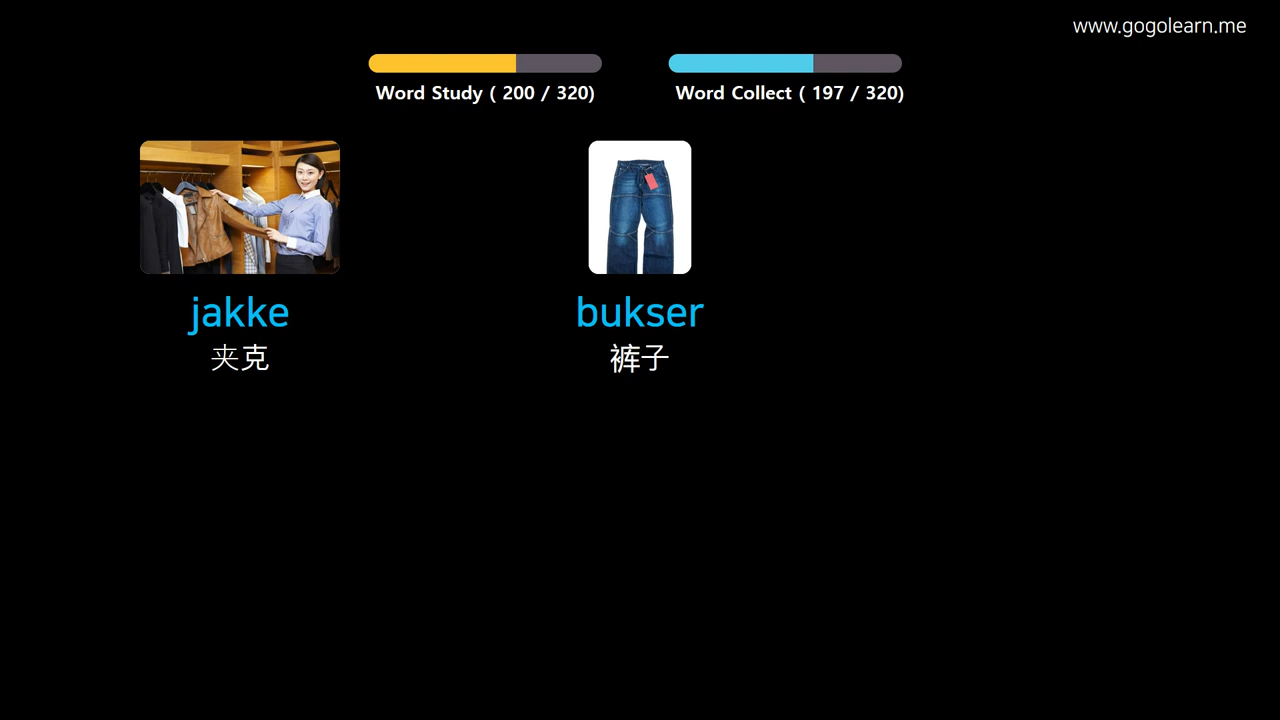 www.gogolearn.me
Word Study ( 200 / 320)
Word Collect ( 197 / 320)
jakke
夹克
bukser
裤子